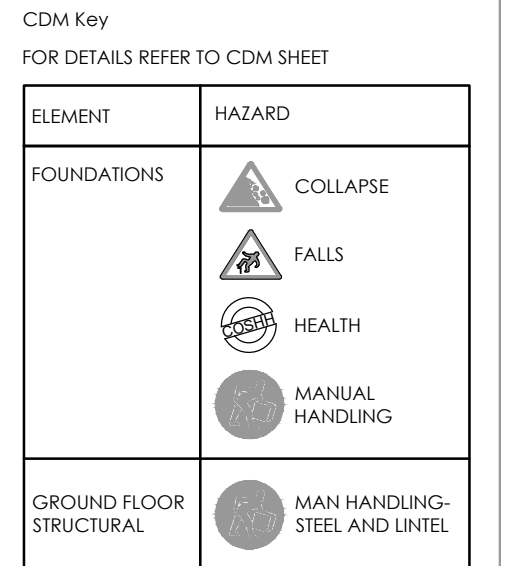 CDM Key
FOR DETAILS REFER TO CDM SHEET
ELEMENT
HAZARD
FOUNDATIONS
COLLAPSE
FALLS
COSHH
HEALTH
MANUAL
HANDLING
GROUND FLOOR
STRUCTURAL
MAN HANDLING-
STEEL AND LINTEL